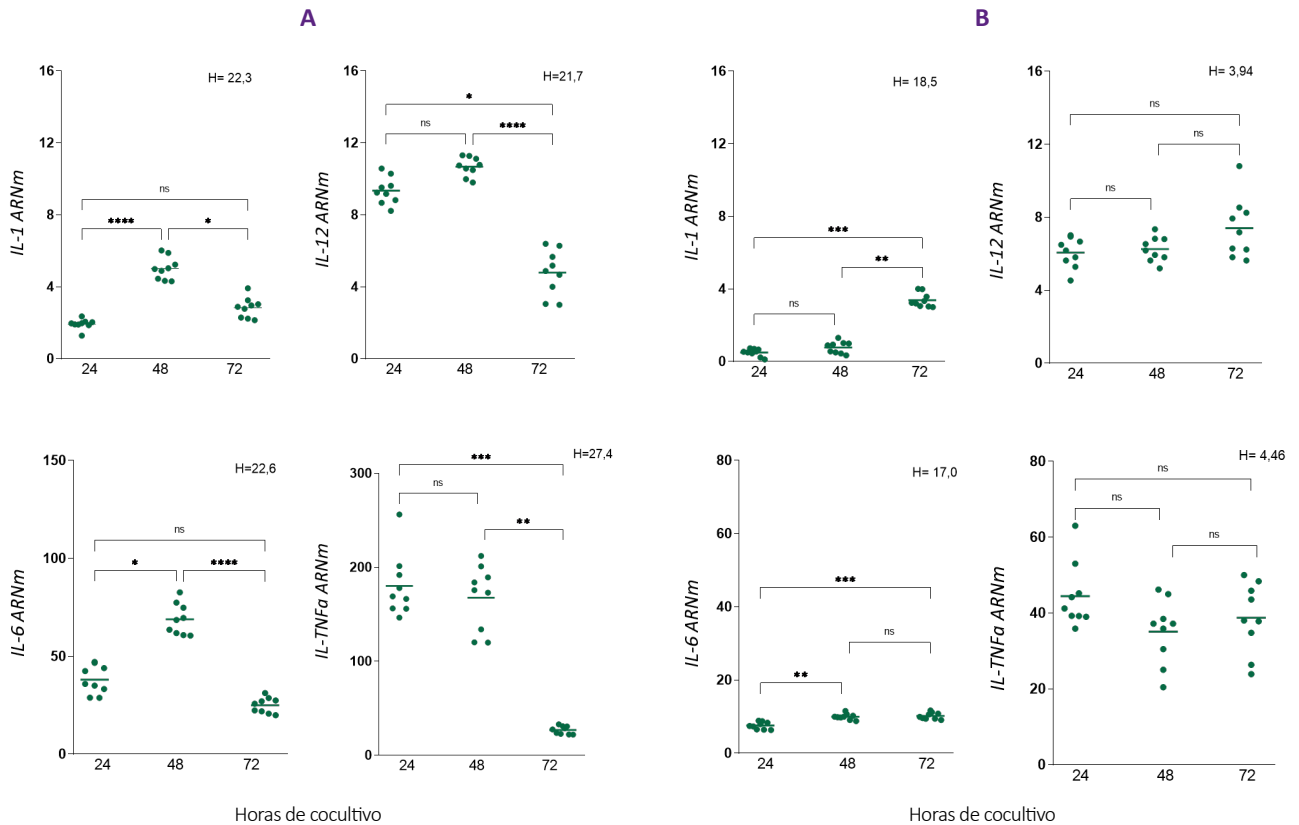 A
B
H= 22,3
IL-1 ARNm
16
12
8
4
0
ns
****
*
24 48 72
H=21,7
IL-12 ARNm
16
12
8
4
0
*
ns
****
24 48 72
H= 18,5
IL-1 ARNm
16
12
8
4
0
***
**
ns
24 48 72
H= 3,94
IL-12 ARNm
16
12
8
4
0
ns
ns
ns
24 48 72
H=22,6
IL-6 ARNm
150
100
50
0
ns
*
****
24 48 72
H=27,4
IL-TNFa ARNm
300
200
100
0
***
ns
**
24 48 72
H= 17,0
IL-6 ARNm
80
60
40
20
0
***
ns
**
24 48 72
H= 4,46
IL-TNFa ARNm
80
60
40
20
0
ns
ns
ns
24 48 72
Horas de cocultivo
Horas de cocultivo